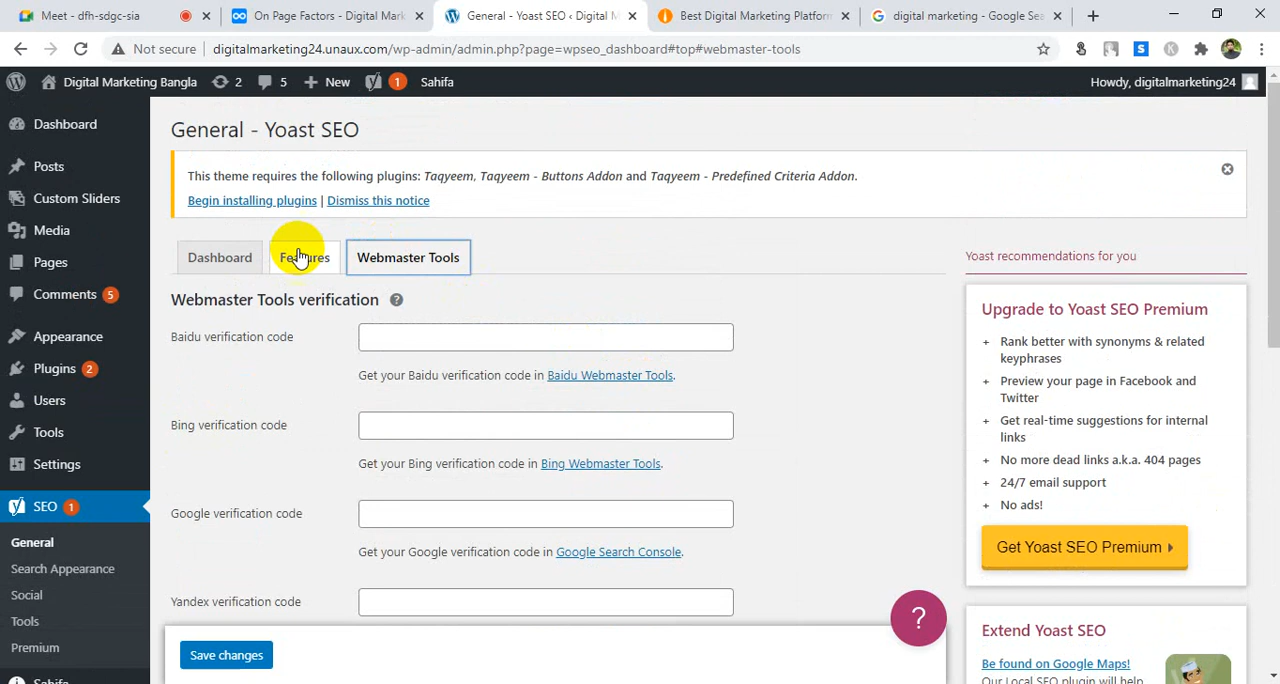 Meet - dfh-sdgc-sia
On Page Factors - Digital Mark
General - Yoast SEO ‹ Digital M
Best Digital Marketing Platform
digital marketing - Google Sea
Not secure
digitalmarketing24.unaux.com/wp-admin/admin.php?page=wpseo_dashboard#top#webmaster-tools
Digital Marketing Bangla
2
5
New
1
Sahifa
Howdy, digitalmarketing24
Dashboard
Posts
Custom Sliders
Media
Pages
Comments 5
Appearance
Plugins 2
Users
Tools
Settings
SEO 1
General
Search Appearance
Social
Tools
Premium
Sahifa
General - Yoast SEO
This theme requires the following plugins: Taqyeem, Taqyeem - Buttons Addon and Taqyeem - Predefined Criteria Addon.
Begin installing plugins | Dismiss this notice
Dashboard
Features
Webmaster Tools
Webmaster Tools verification ?
Baidu verification code
Get your Baidu verification code in Baidu Webmaster Tools.
Bing verification code
Get your Bing verification code in Bing Webmaster Tools.
Google verification code
Get your Google verification code in Google Search Console.
Yandex verification code
Save changes
?
Yoast recommendations for you
Upgrade to Yoast SEO Premium
+ Rank better with synonyms & related
keyphrases
+ Preview your page in Facebook and
Twitter
+ Get real-time suggestions for internal
links
+ No more dead links a.k.a. 404 pages
+ 24/7 email support
+ No ads!
Get Yoast SEO Premium
Extend Yoast SEO
Be found on Google Maps!
Our Local SEO plugin will help